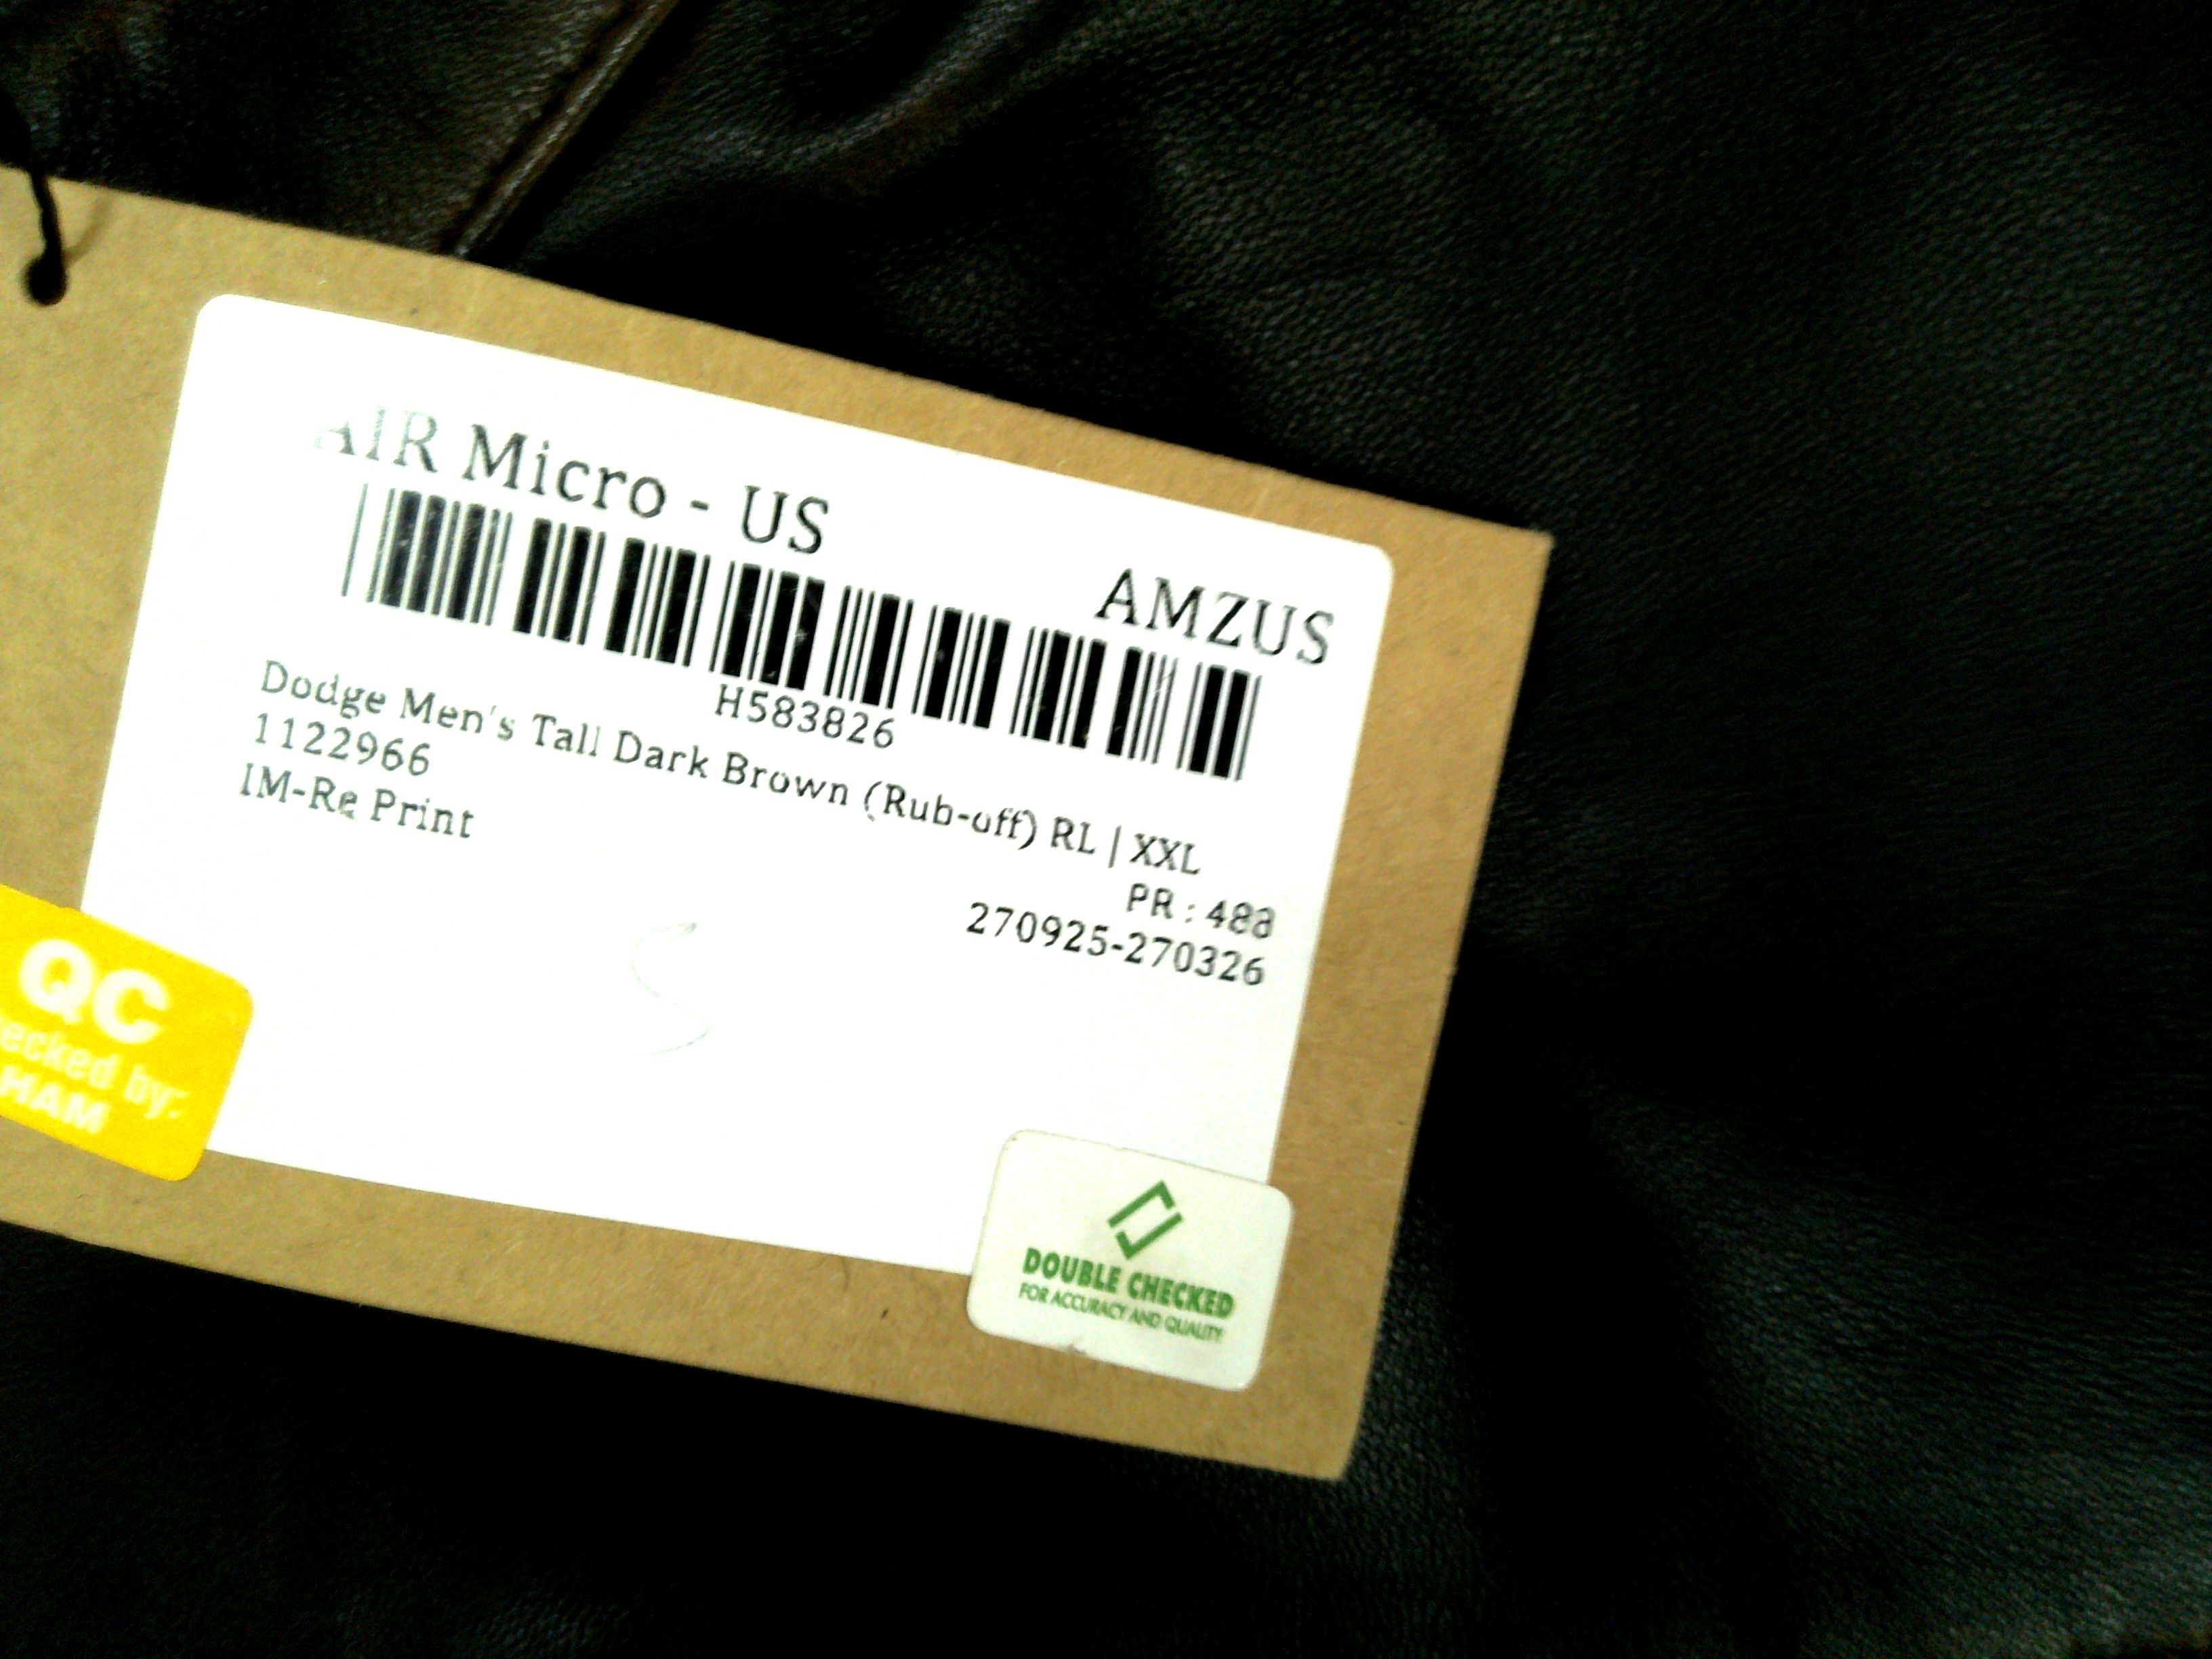 AIR Micro - US
AMZUS
H583826
Dodge Men's Tall Dark Brown (Rub-off) RL | XXL
1122966
IM-Re Print
PR : 488
270925-270326
S
QC
ecked by:
HAM
DOUBLE CHECKED
FOR ACCURACY AND QUALITY